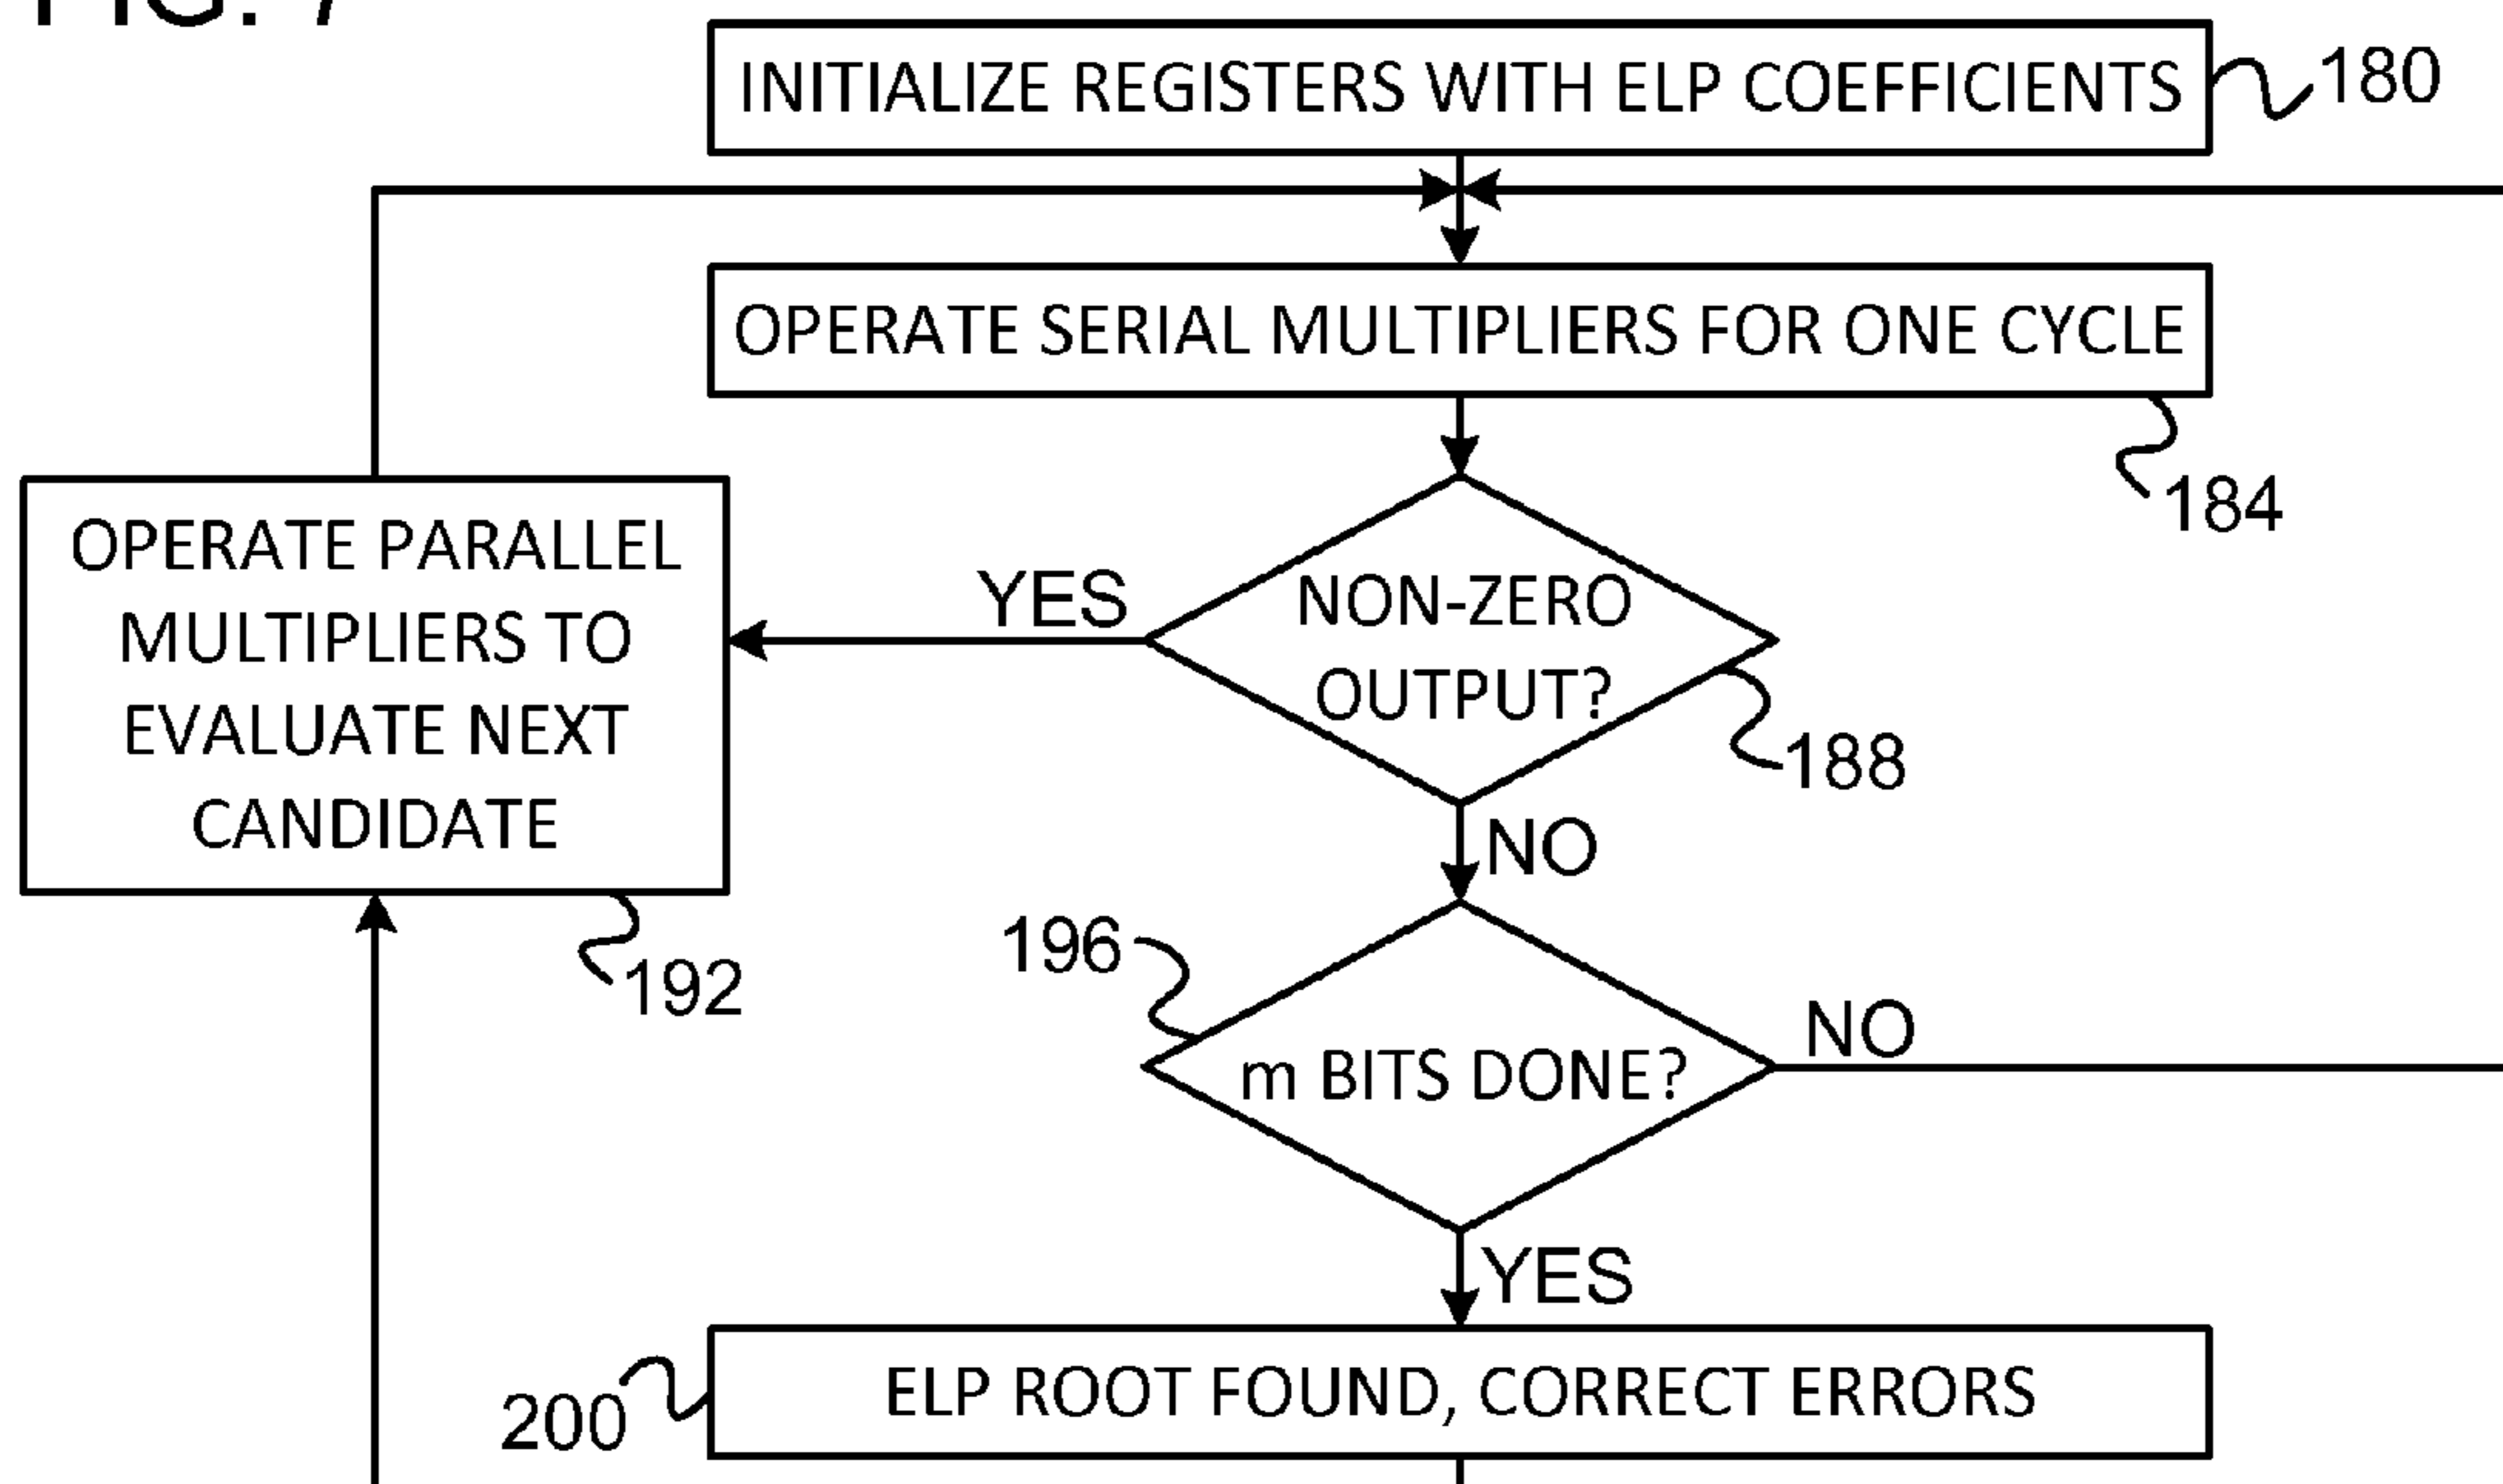 FIG. 7
INITIALIZE REGISTERS WITH ELP COEFFICIENTS
180
OPERATE SERIAL MULTIPLIERS FOR ONE CYCLE
184
OPERATE PARALLEL
MULTIPLIERS TO
EVALUATE NEXT
CANDIDATE
192
YES
NON-ZERO
OUTPUT?
188
NO
196
m BITS DONE?
NO
YES
200
ELP ROOT FOUND, CORRECT ERRORS